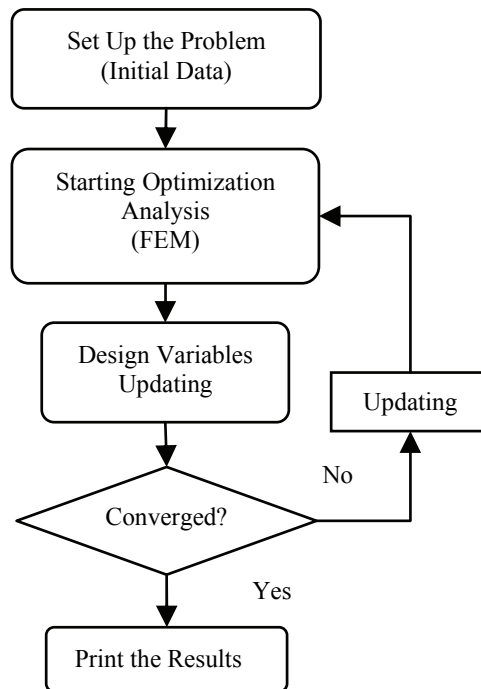 Set Up the Problem
(Initial Data)
Starting Optimization
Analysis
(FEM)
Design Variables
Updating
Updating
No
Converged?
Yes
Print the Results